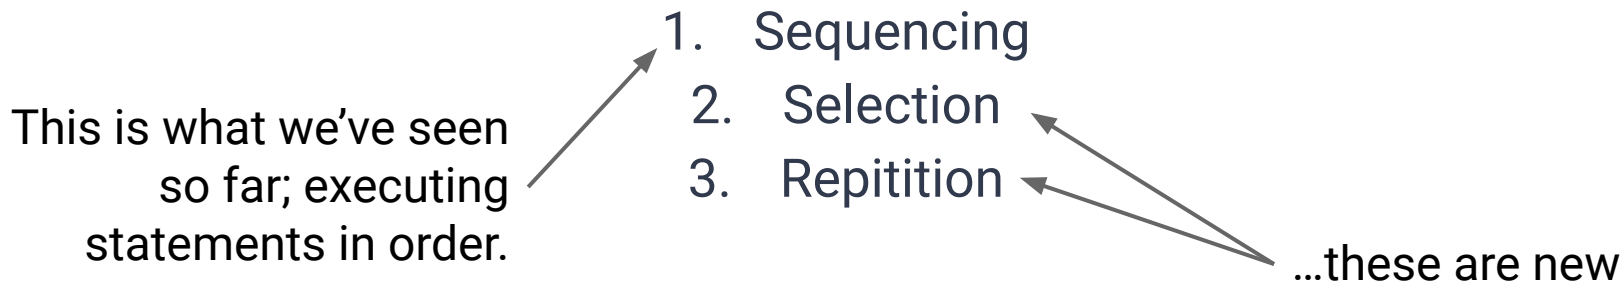 1. Sequencing
2. Selection
3. Repitition
This is what we’ve seen
so far; executing
statements in order.
...these are new